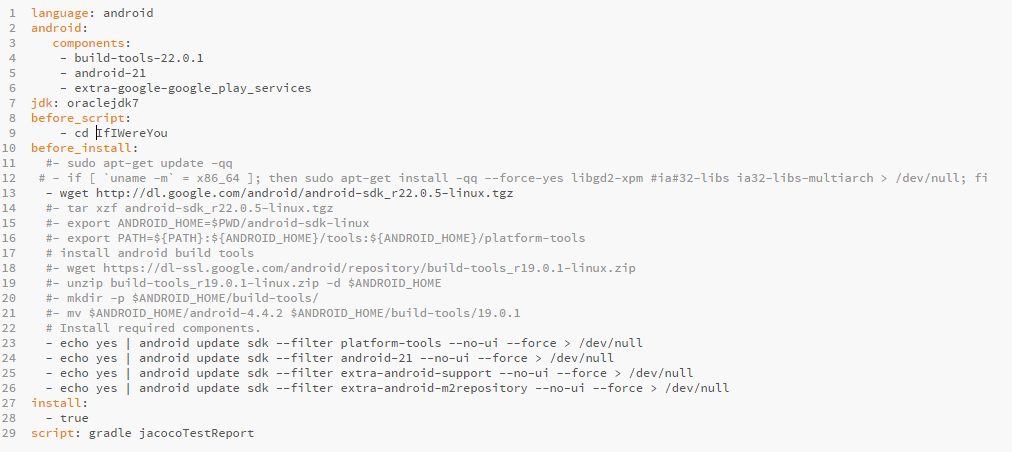 1 language: android
2 android:
3 components:
4 - build-tools-22.0.1
5 - android-21
6 - extra-google-google_play_services
7 jdk: oraclejdk7
8 before_script:
9 - cd IfIWereYou
10 before_install:
11 #- sudo apt-get update -qq
12 # - if [ `uname -m` = x86_64 ]; then sudo apt-get install -qq --force-yes libgd2-xpm #ia#32-libs ia32-libs-multiarch > /dev/null; fi
13 - wget http://dl.google.com/android/android-sdk_r22.0.5-linux.tgz
14 #- tar xzf android-sdk_r22.0.5-linux.tgz
15 #- export ANDROID_HOME=$PWD/android-sdk-linux
16 #- export PATH=${PATH}:${ANDROID_HOME}/tools:${ANDROID_HOME}/platform-tools
17 # install android build tools
18 #- wget https://dl-ssl.google.com/android/repository/build-tools_r19.0.1-linux.zip
19 #- unzip build-tools_r19.0.1-linux.zip -d $ANDROID_HOME
20 #- mkdir -p $ANDROID_HOME/build-tools/
21 #- mv $ANDROID_HOME/android-4.4.2 $ANDROID_HOME/build-tools/19.0.1
22 # Install required components.
23 - echo yes | android update sdk --filter platform-tools --no-ui --force > /dev/null
24 - echo yes | android update sdk --filter android-21 --no-ui --force > /dev/null
25 - echo yes | android update sdk --filter extra-android-support --no-ui --force > /dev/null
26 - echo yes | android update sdk --filter extra-android-m2repository --no-ui --force > /dev/null
27 install:
28 - true
29 script: gradle jacocoTestReport